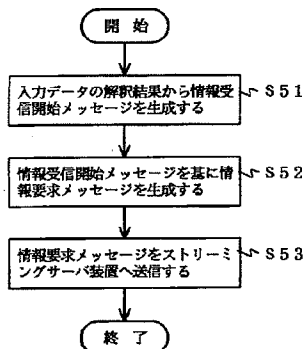 開 始
入力データの解釈結果から情報受
信開始メッセージを生成する
S51
情報受信開始メッセージを基に情
報要求メッセージを生成する
S52
情報要求メッセージをストリーミ
ングサーバ装置へ送信する
S53
終 了